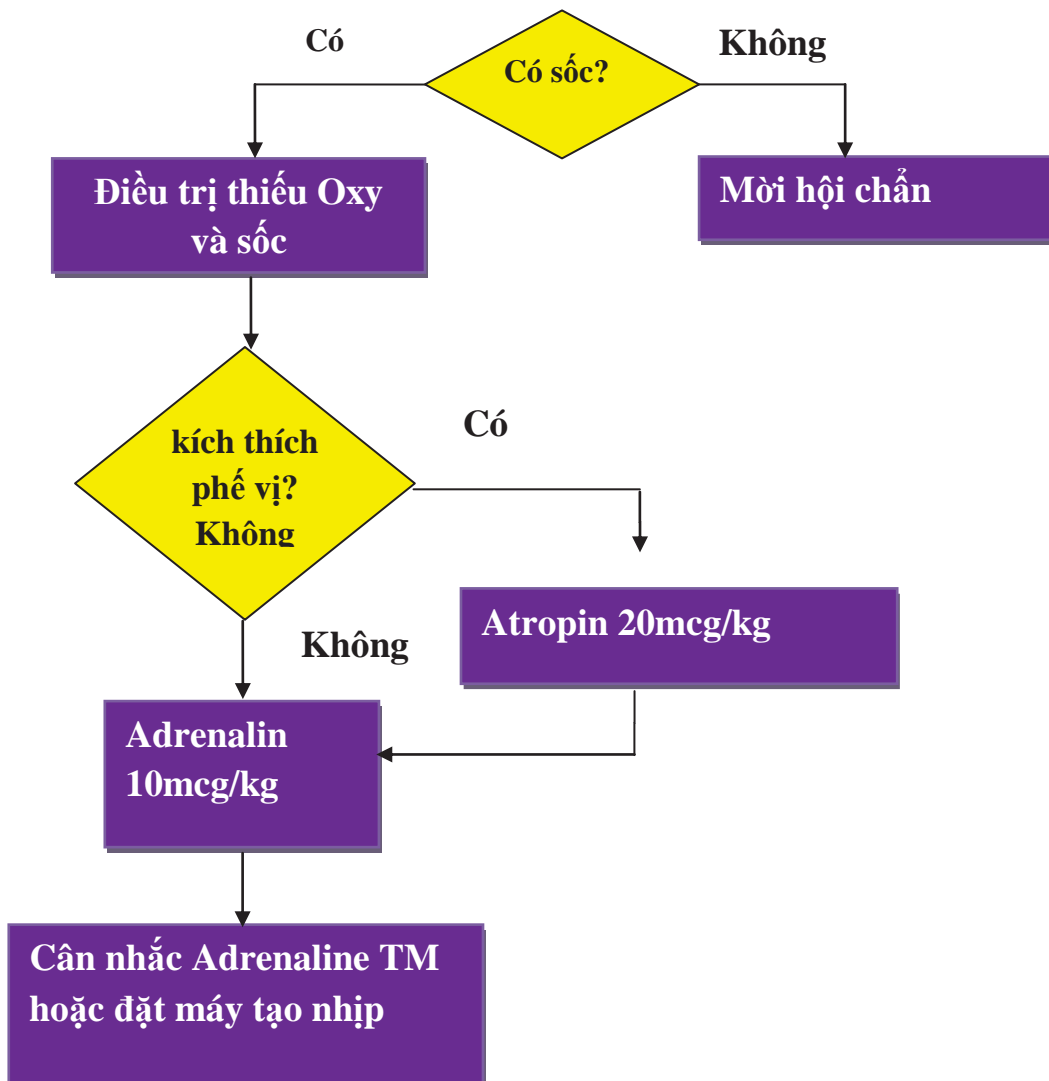 Có
Không
Có sốc?
Điều trị thiếu Oxy
và sốc
Mời hội chẩn
kích thích
phế vị?
Không
Có
Atropin 20mcg/kg
Không
Adrenalin
10mcg/kg
Cân nhắc Adrenaline TM
hoặc đặt máy tạo nhịp